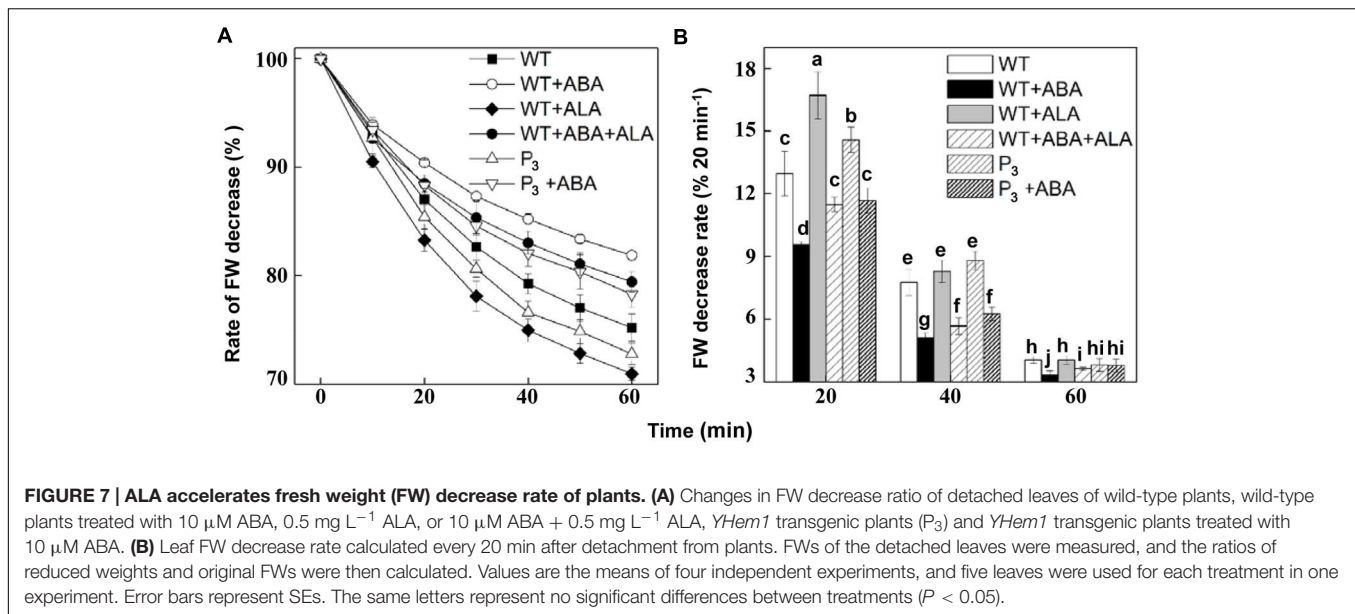 A
100
90
80
70
Rate of FW decrease (%)
0 20 40 60
WT
WT+ABA
WT+ALA
WT+ABA+ALA
P₃
P₃ +ABA
B
18
15
12
9
6
3
FW decrease rate (% 20 min⁻¹)
c d a c b c
e g e f e f
h j h i hi hi
20 40 60
WT
WT+ABA
WT+ALA
WT+ABA+ALA
P₃
P₃ +ABA
Time (min)
FIGURE 7 | ALA accelerates fresh weight (FW) decrease rate of plants. (A) Changes in FW decrease ratio of detached leaves of wild-type plants, wild-type
plants treated with 10 μM ABA, 0.5 mg L⁻¹ ALA, or 10 μM ABA + 0.5 mg L⁻¹ ALA, YHem1 transgenic plants (P₃) and YHem1 transgenic plants treated with
10 μM ABA. (B) Leaf FW decrease rate calculated every 20 min after detachment from plants. FWs of the detached leaves were measured, and the ratios of
reduced weights and original FWs were then calculated. Values are the means of four independent experiments, and five leaves were used for each treatment in one
experiment. Error bars represent SEs. The same letters represent no significant differences between treatments (P < 0.05).